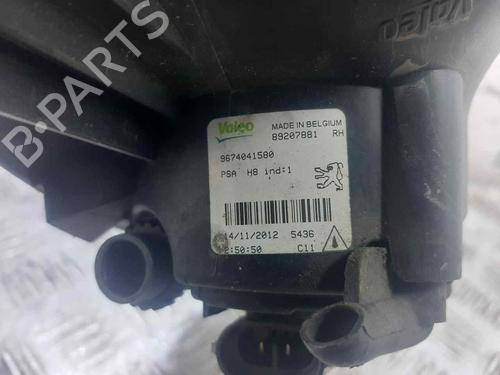 Valeo
B-PARTS
Valeo MADE IN BELGIUM
89207881 RH
9674041580
PSA H8 ind:1
14/11/2012 5436
2:50:50 C11